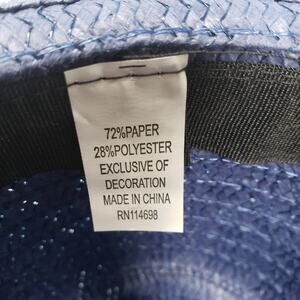 72%PAPER
28%POLYESTER
EXCLUSIVE OF
DECORATION
MADE IN CHINA
RN114698